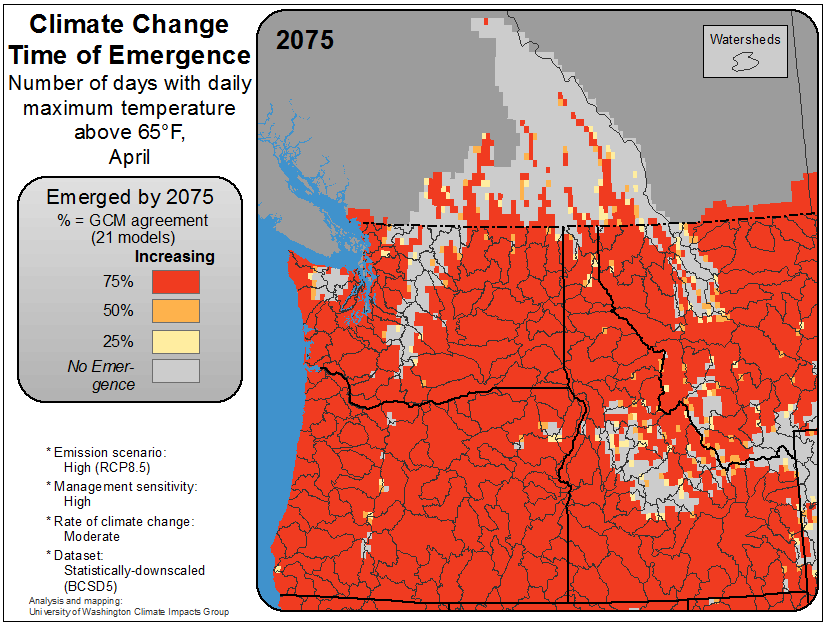 Climate Change
Time of Emergence
Number of days with daily
maximum temperature
above 65°F,
April
2075
Watersheds
Emerged by 2075
% = GCM agreement
(21 models)
Increasing
75%
50%
25%
No Emer-
gence
* Emission scenario:
High (RCP8.5)
* Management sensitivity:
High
* Rate of climate change:
Moderate
* Dataset:
Statistically-downscaled
(BCSD5)
Analysis and mapping:
University of Washington Climate Impacts Group